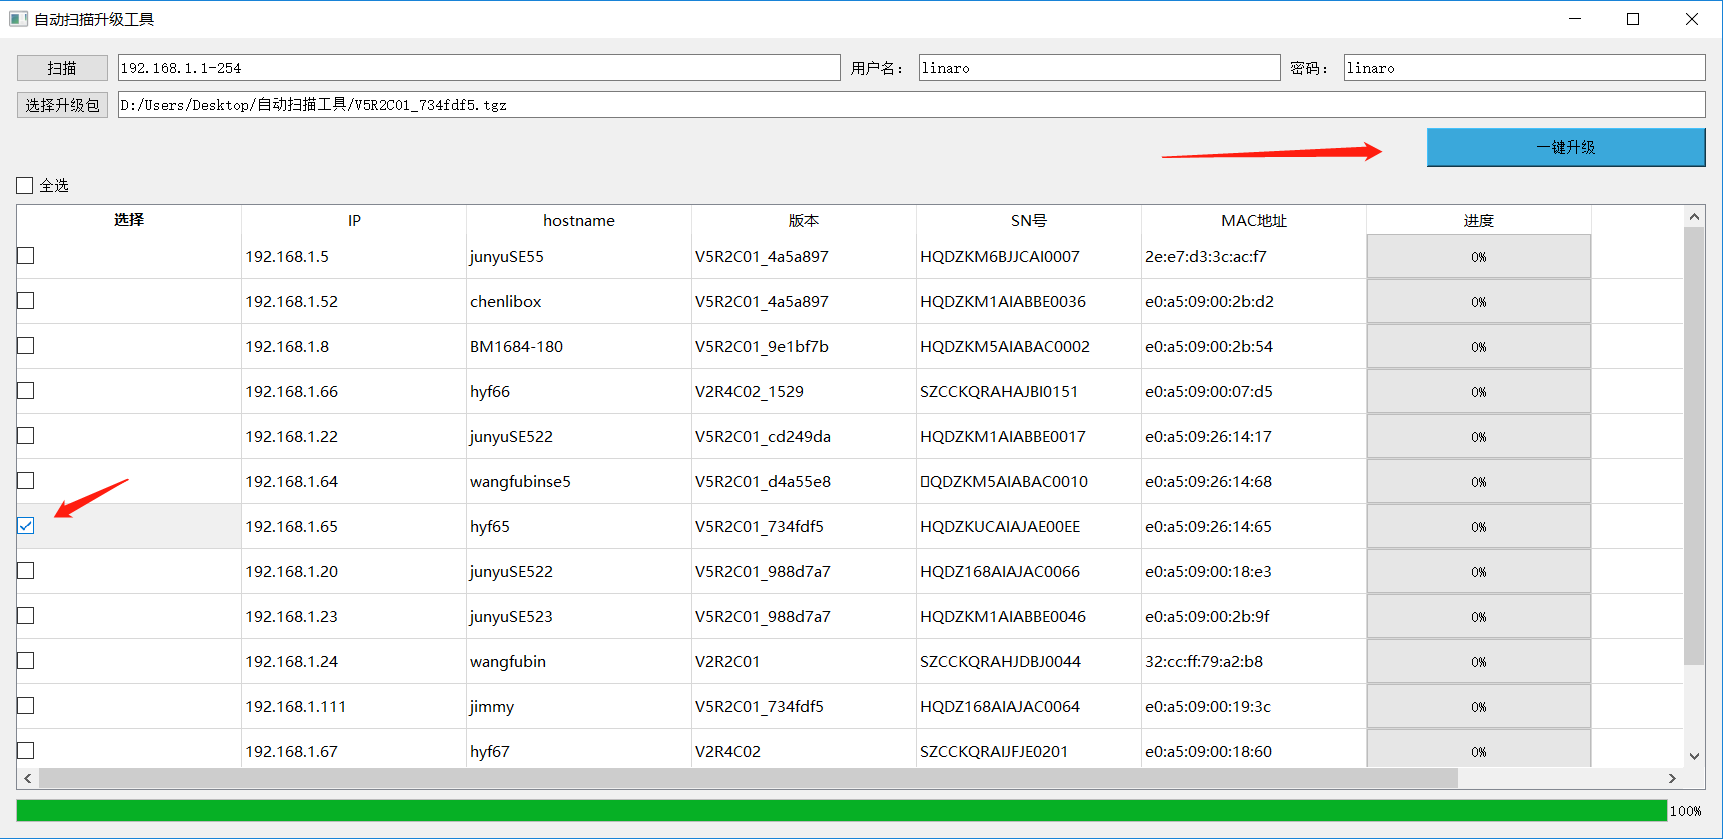 自动扫描升级工具
扫描 192.168.1.1-254 用户名： linaro 密码： linaro
选择升级包 D:/Users/Desktop/自动扫描工具/V5R2C01_734fdf5.tgz
一键升级
全选
选择 IP hostname 版本 SN号 MAC地址 进度
192.168.1.5 junyuSE55 V5R2C01_4a5a897 HQDZKM6BJJCAI0007 2e:e7:d3:3c:ac:f7 0%
192.168.1.52 chenlibox V5R2C01_4a5a897 HQDZKM1AIABBE0036 e0:a5:09:00:2b:d2 0%
192.168.1.8 BM1684-180 V5R2C01_9e1bf7b HQDZKM5AIABAC0002 e0:a5:09:00:2b:54 0%
192.168.1.66 hyf66 V2R4C02_1529 SZCCKQRAHAJBI0151 e0:a5:09:00:07:d5 0%
192.168.1.22 junyuSE522 V5R2C01_cd249da HQDZKM1AIABBE0017 e0:a5:09:26:14:17 0%
192.168.1.64 wangfubinse5 V5R2C01_d4a55e8 QDZKM5AIABAC0010 e0:a5:09:26:14:68 0%
192.168.1.65 hyf65 V5R2C01_734fdf5 HQDZKUCAIAJAE00EE e0:a5:09:26:14:65 0%
192.168.1.20 junyuSE522 V5R2C01_988d7a7 HQDZ168AIAJAC0066 e0:a5:09:00:18:e3 0%
192.168.1.23 junyuSE523 V5R2C01_988d7a7 HQDZKM1AIABBE0046 e0:a5:09:00:2b:9f 0%
192.168.1.24 wangfubin V2R2C01 SZCCKQRAHJDBJ0044 32:cc:ff:79:a2:b8 0%
192.168.1.111 jimmy V5R2C01_734fdf5 HQDZ168AIAJAC0064 e0:a5:09:00:19:3c 0%
192.168.1.67 hyf67 V2R4C02 SZCCKQRAIJFJE0201 e0:a5:09:00:18:60 0%
100%